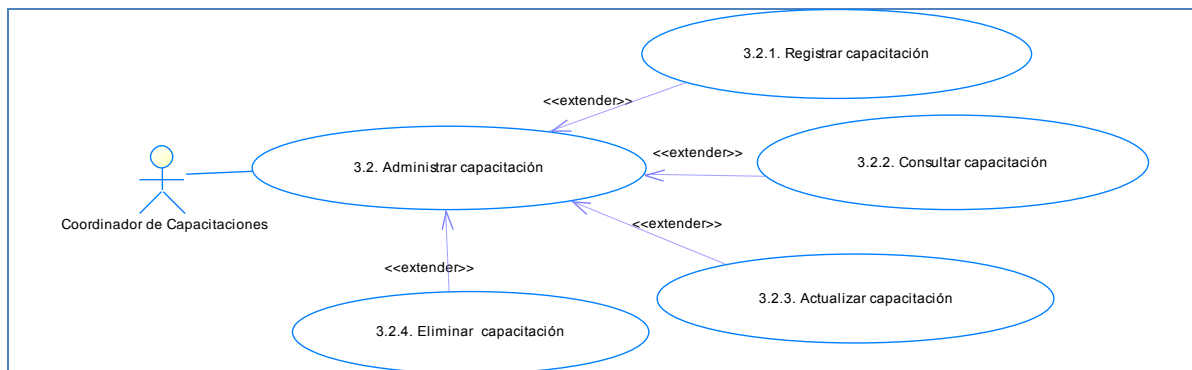 3.2.1. Registrar capacitación
<<extender>>
3.2. Administrar capacitación
<<extender>>
3.2.2. Consultar capacitación
Coordinador de Capacitaciones
<<extender>>
<<extender>>
3.2.3. Actualizar capacitación
3.2.4. Eliminar  capacitación